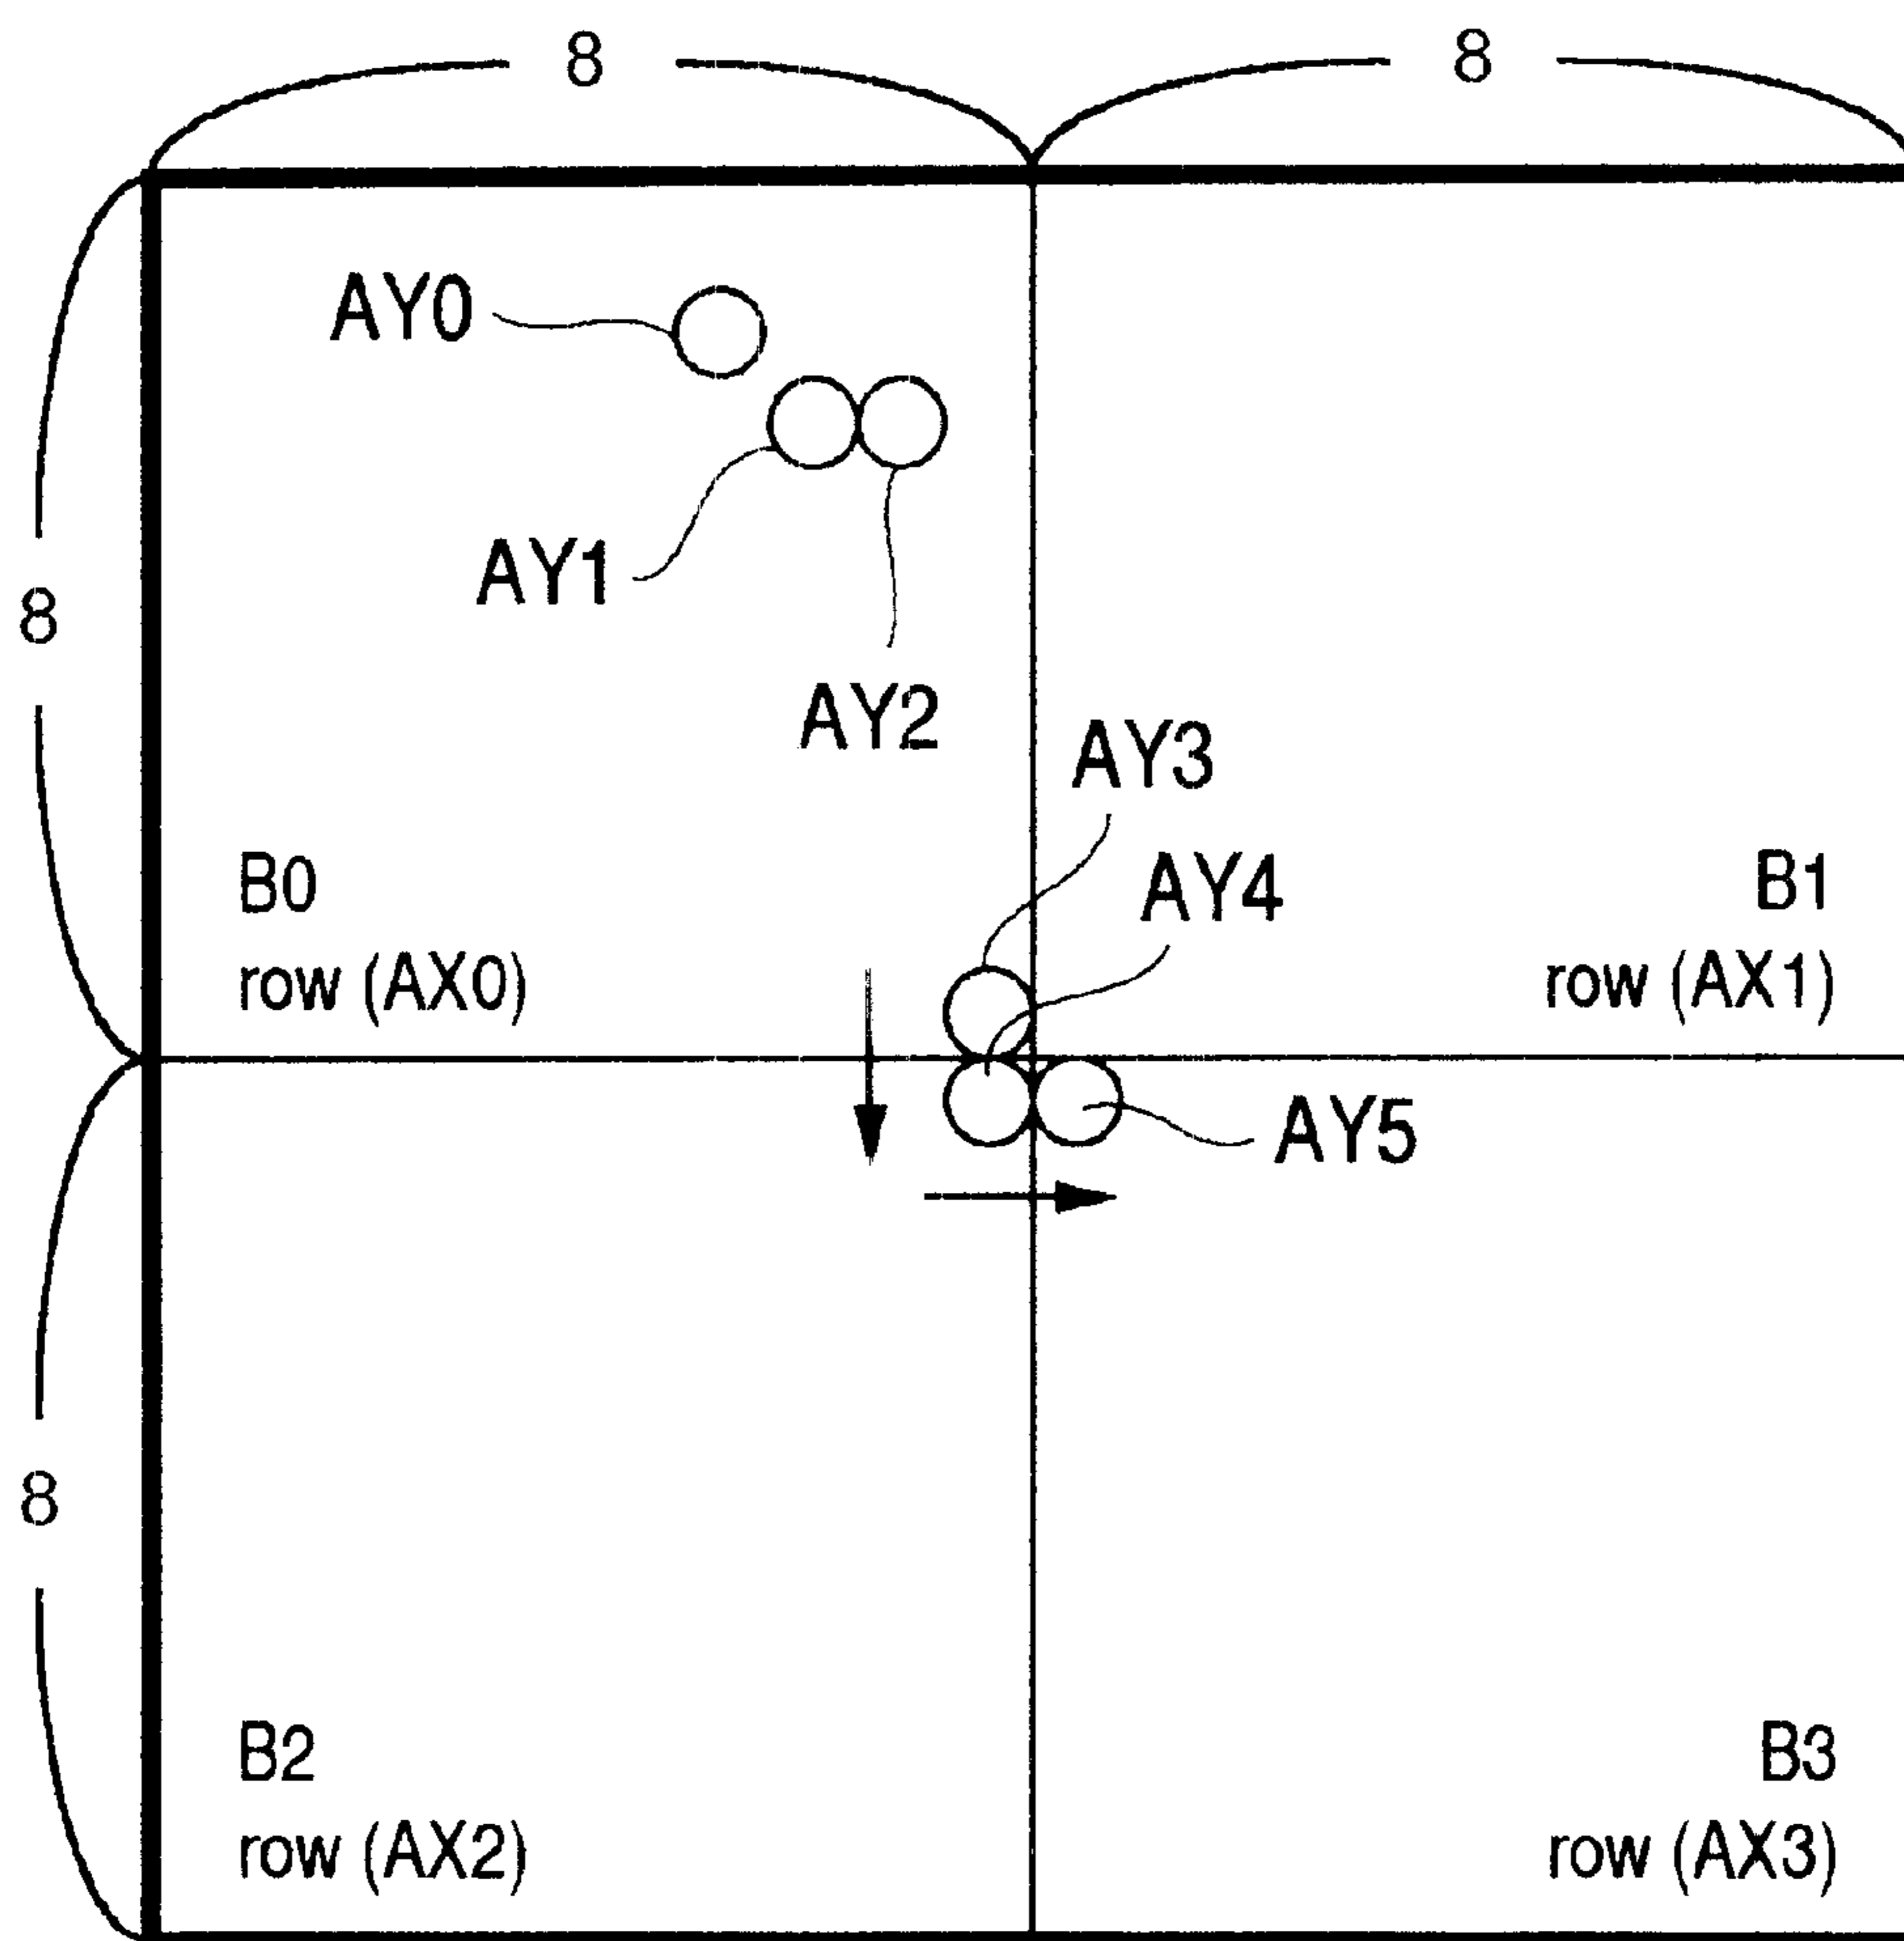 8 8
AY0
AY1
8
AY2
AY3
B0
AY4
B1
row (AX0)
row (AX1)
AY5
8
B2
B3
row (AX2)
row (AX3)